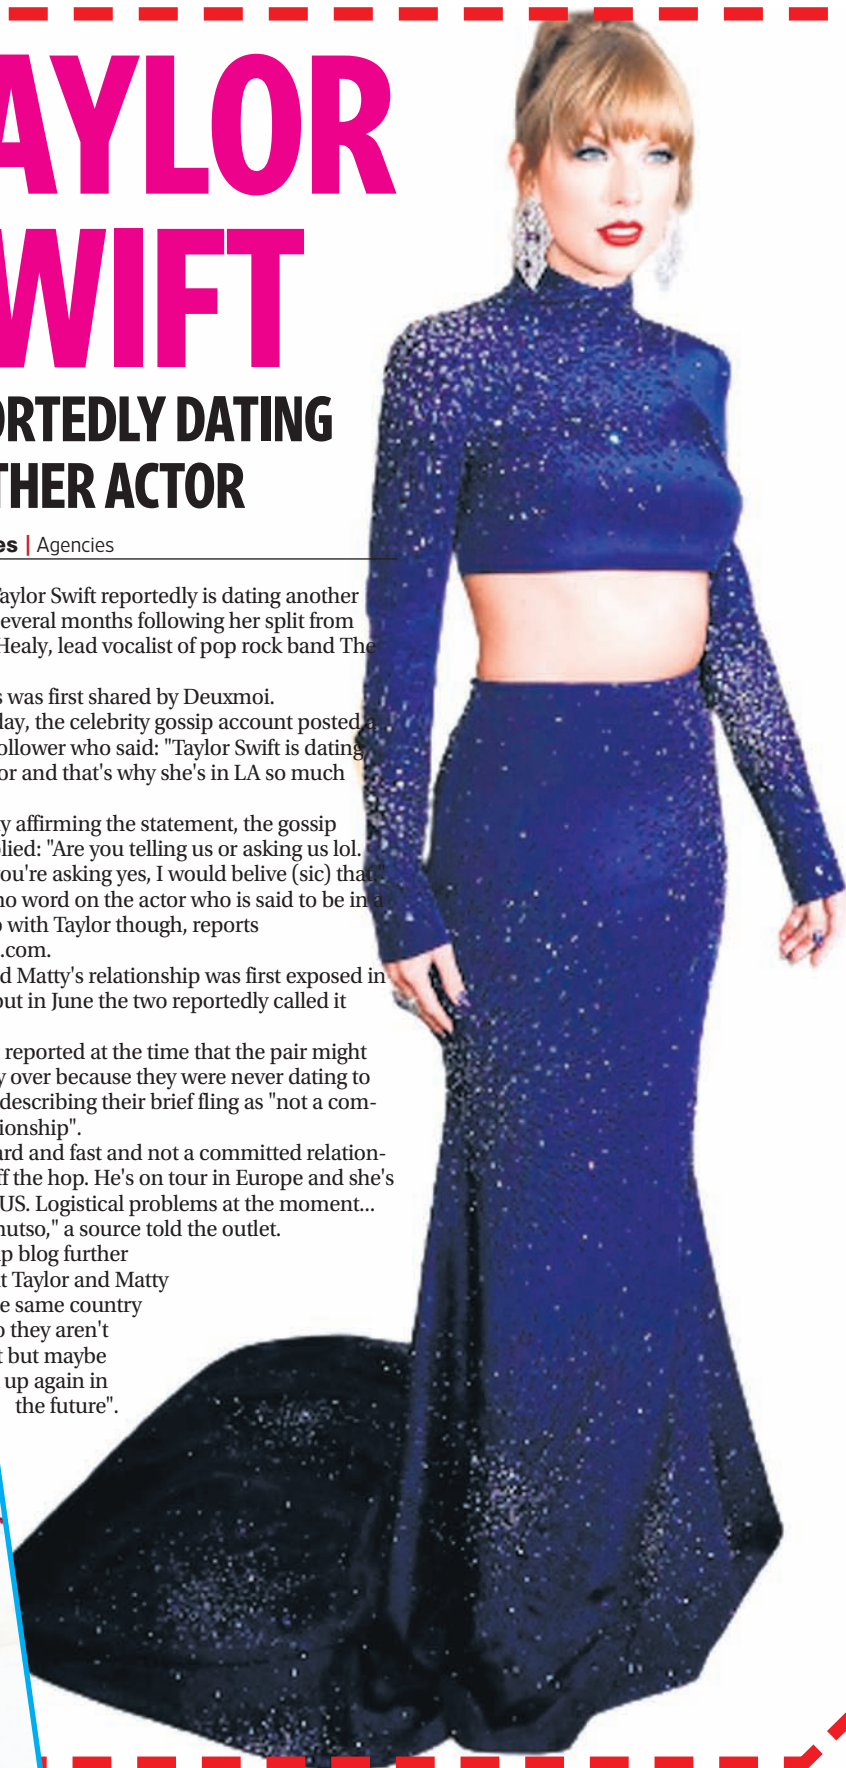 AYLOR
WIFT
ORTEDLY DATING
THER ACTOR
es | Agencies
Taylor Swift reportedly is dating another
everal months following her split from
Healy, lead vocalist of pop rock band The
s was first shared by Deuxmoi.
lay, the celebrity gossip account posted a
ollower who said: "Taylor Swift is dating
or and that's why she's in LA so much
y affirming the statement, the gossip
lied: "Are you telling us or asking us lol.
ou're asking yes, I would belive (sic) that."
no word on the actor who is said to be in a
p with Taylor though, reports
.com.
d Matty's relationship was first exposed in
but in June the two reportedly called it
reported at the time that the pair might
y over because they were never dating to
describing their brief fling as "not a com-
ionship".
ard and fast and not a committed relation-
ff the hop. He's on tour in Europe and she's
US. Logistical problems at the moment...
nutso," a source told the outlet.
ip blog further
t Taylor and Matty
e same country
o they aren't
t but maybe
up again in
the future".